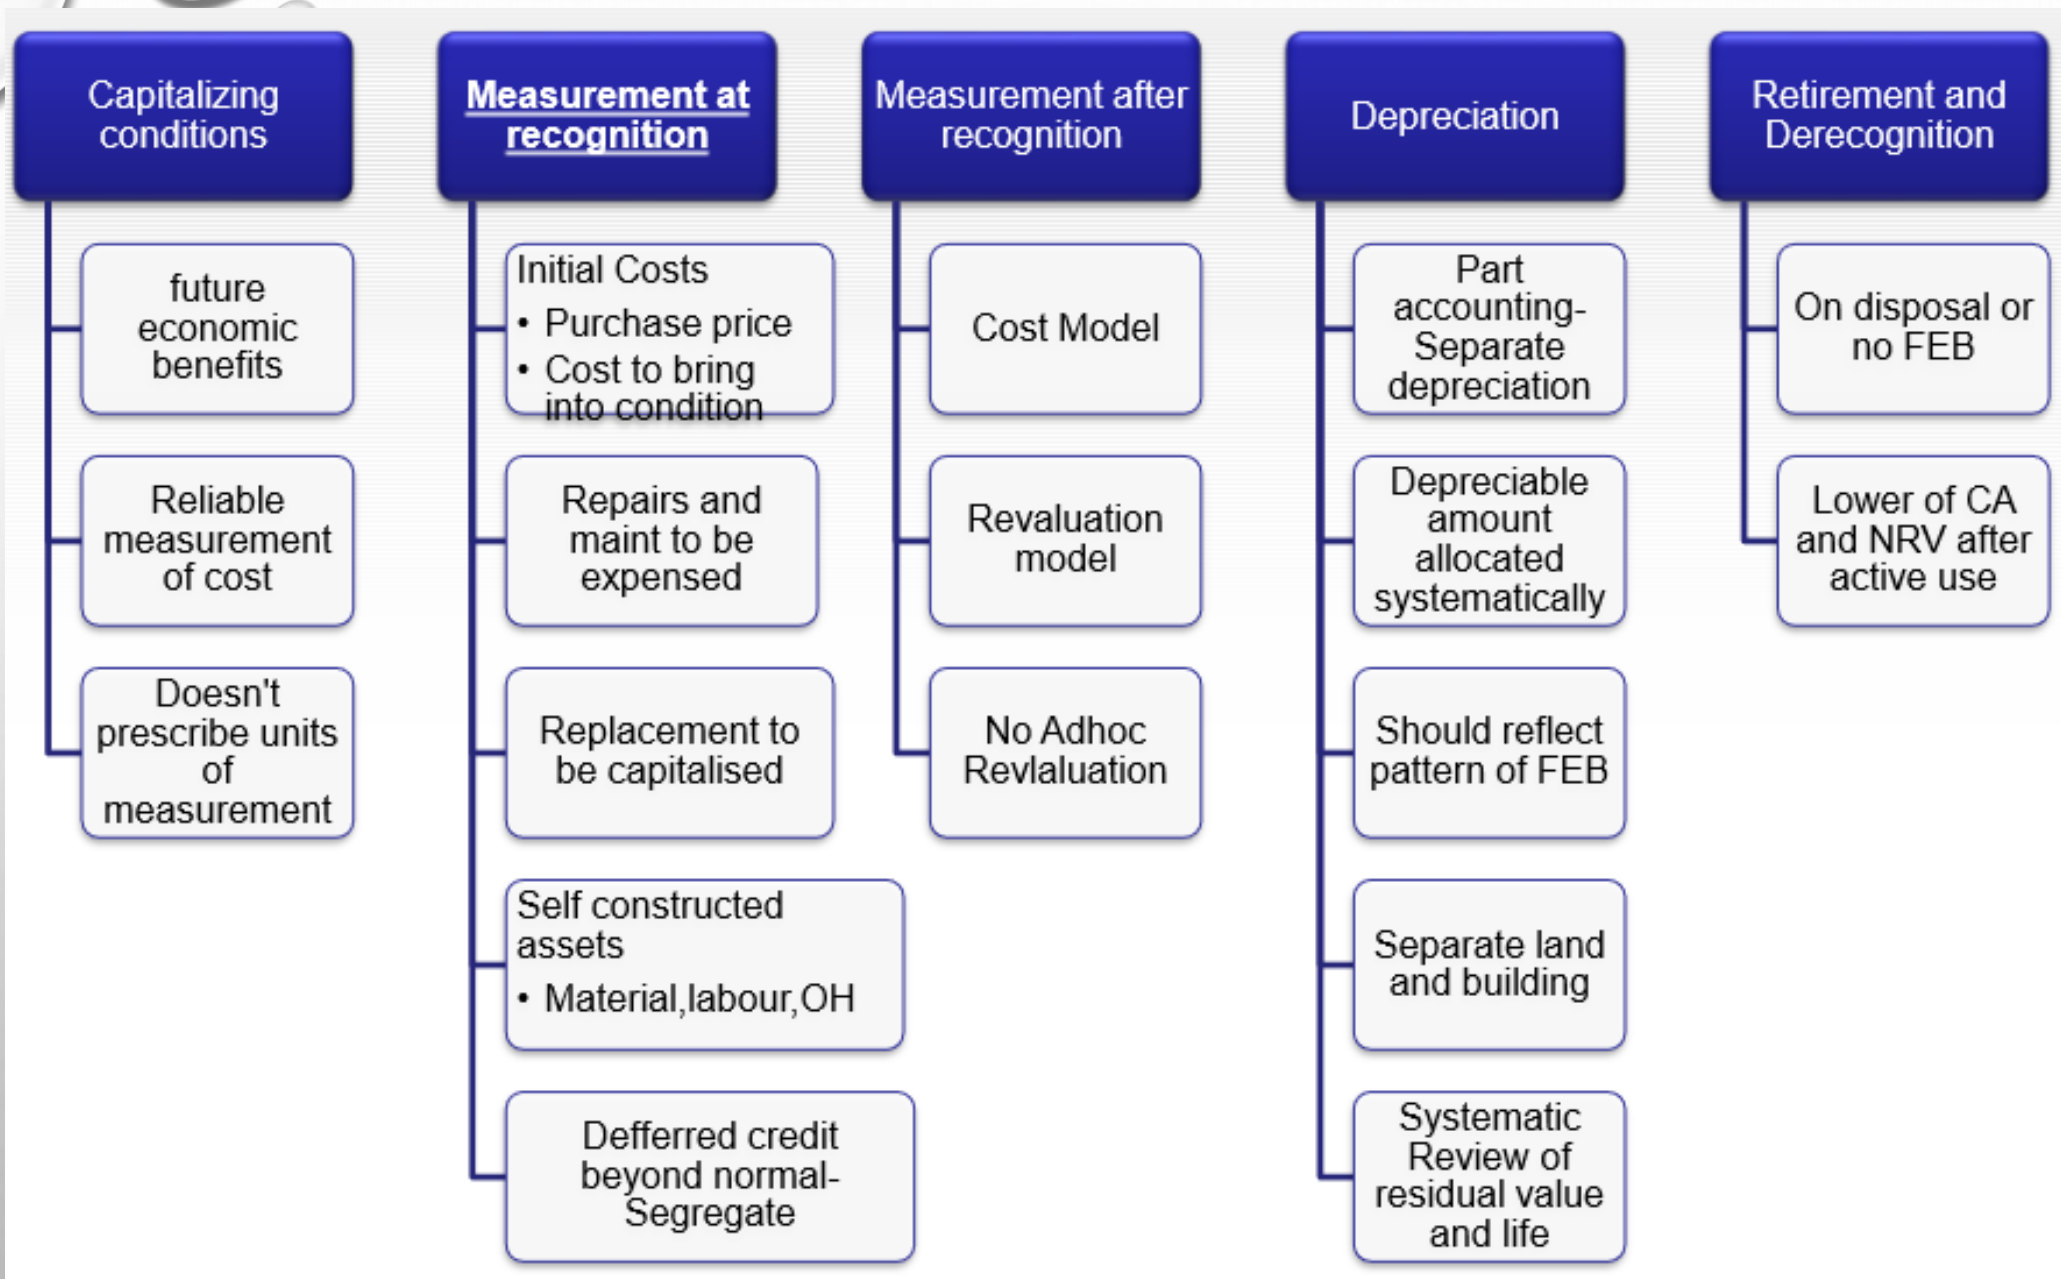 Capitalizing
conditions
future
economic
benefits
Reliable
measurement
of cost
Doesn't
prescribe units
of
measurement
Measurement at
recognition
Initial Costs
• Purchase price
• Cost to bring
into condition
Repairs and
maint to be
expensed
Replacement to
be capitalised
Self constructed
assets
• Material,labour,OH
Defferred credit
beyond normal-
Segregate
Measurement after
recognition
Cost Model
Revaluation
model
No Adhoc
Revlaluation
Depreciation
Part
accounting-
Separate
depreciation
Depreciable
amount
allocated
systematically
Should reflect
pattern of FEB
Separate land
and building
Systematic
Review of
residual value
and life
Retirement and
Derecognition
On disposal or
no FEB
Lower of CA
and NRV after
active use